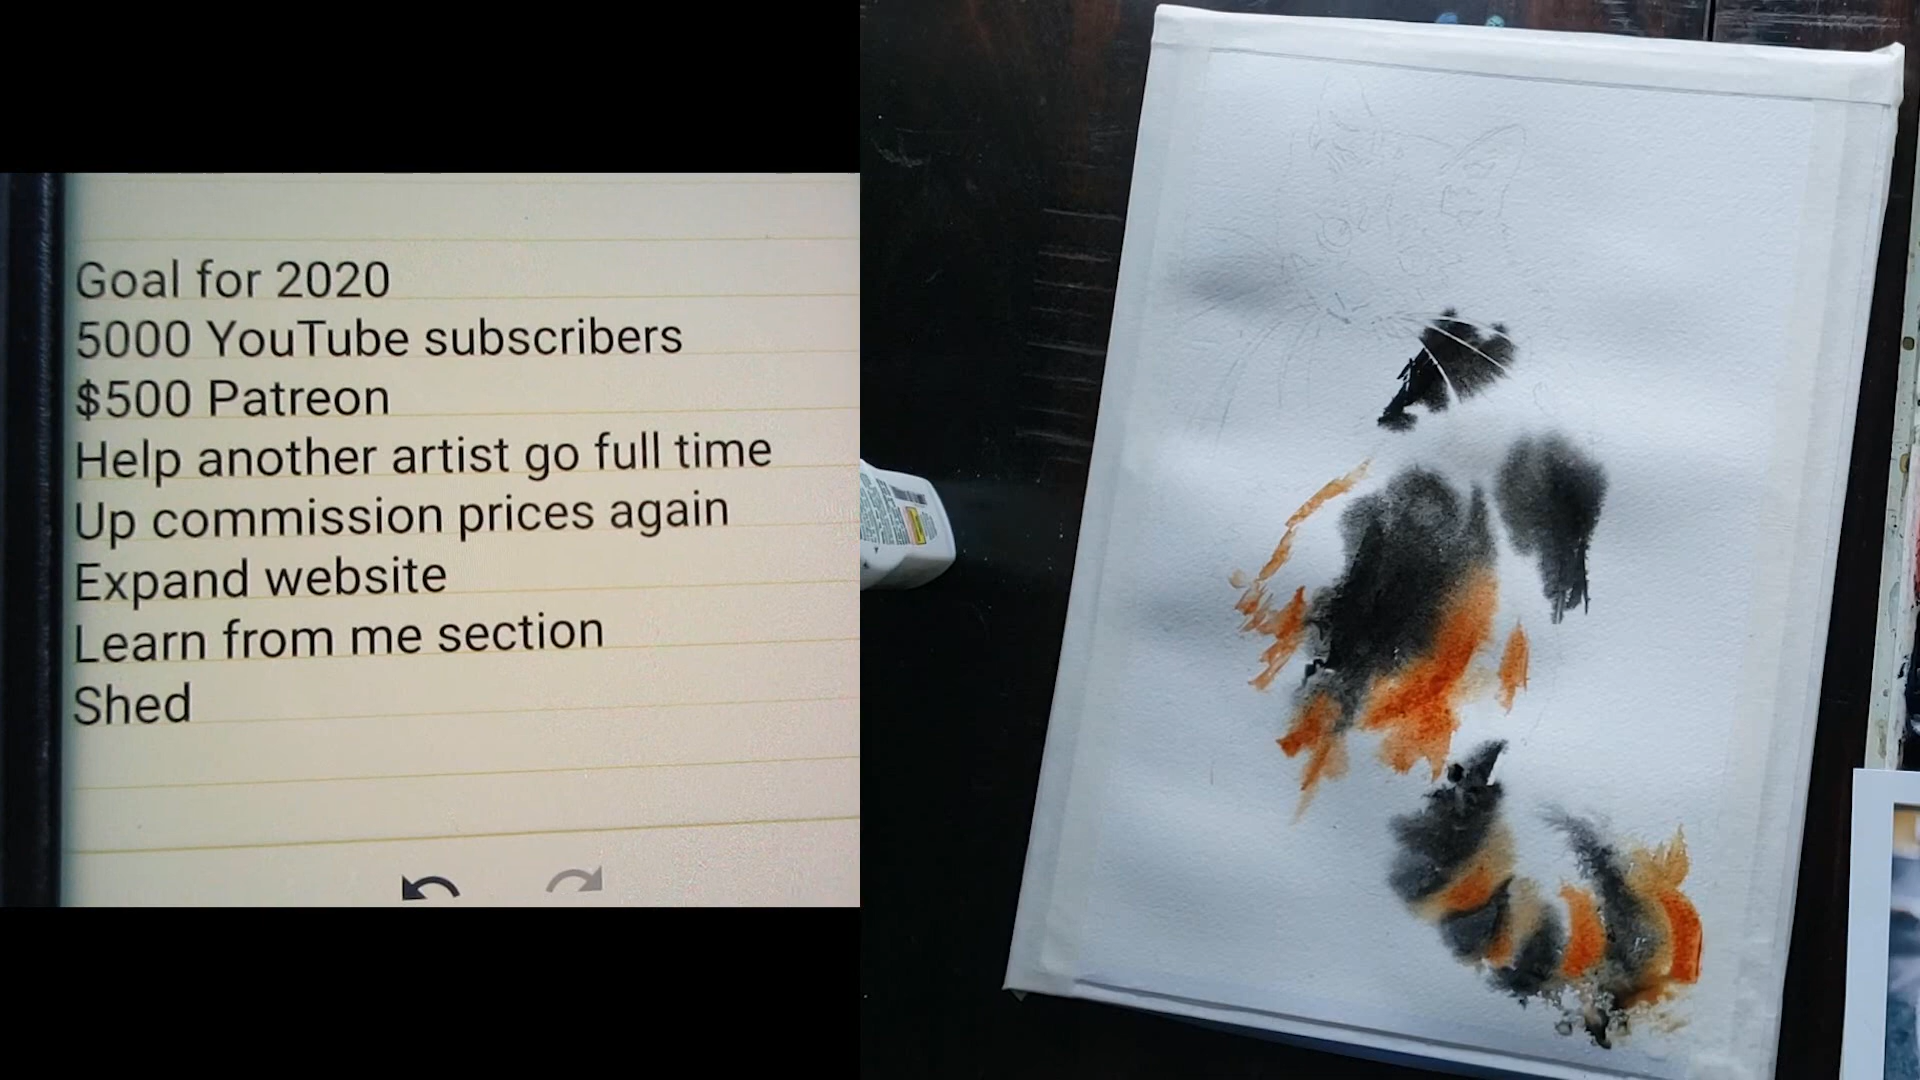 Goal for 2020
5000 YouTube subscribers
$500 Patreon
Help another artist go full time
Up commission prices again
Expand website
Learn from me section
Shed